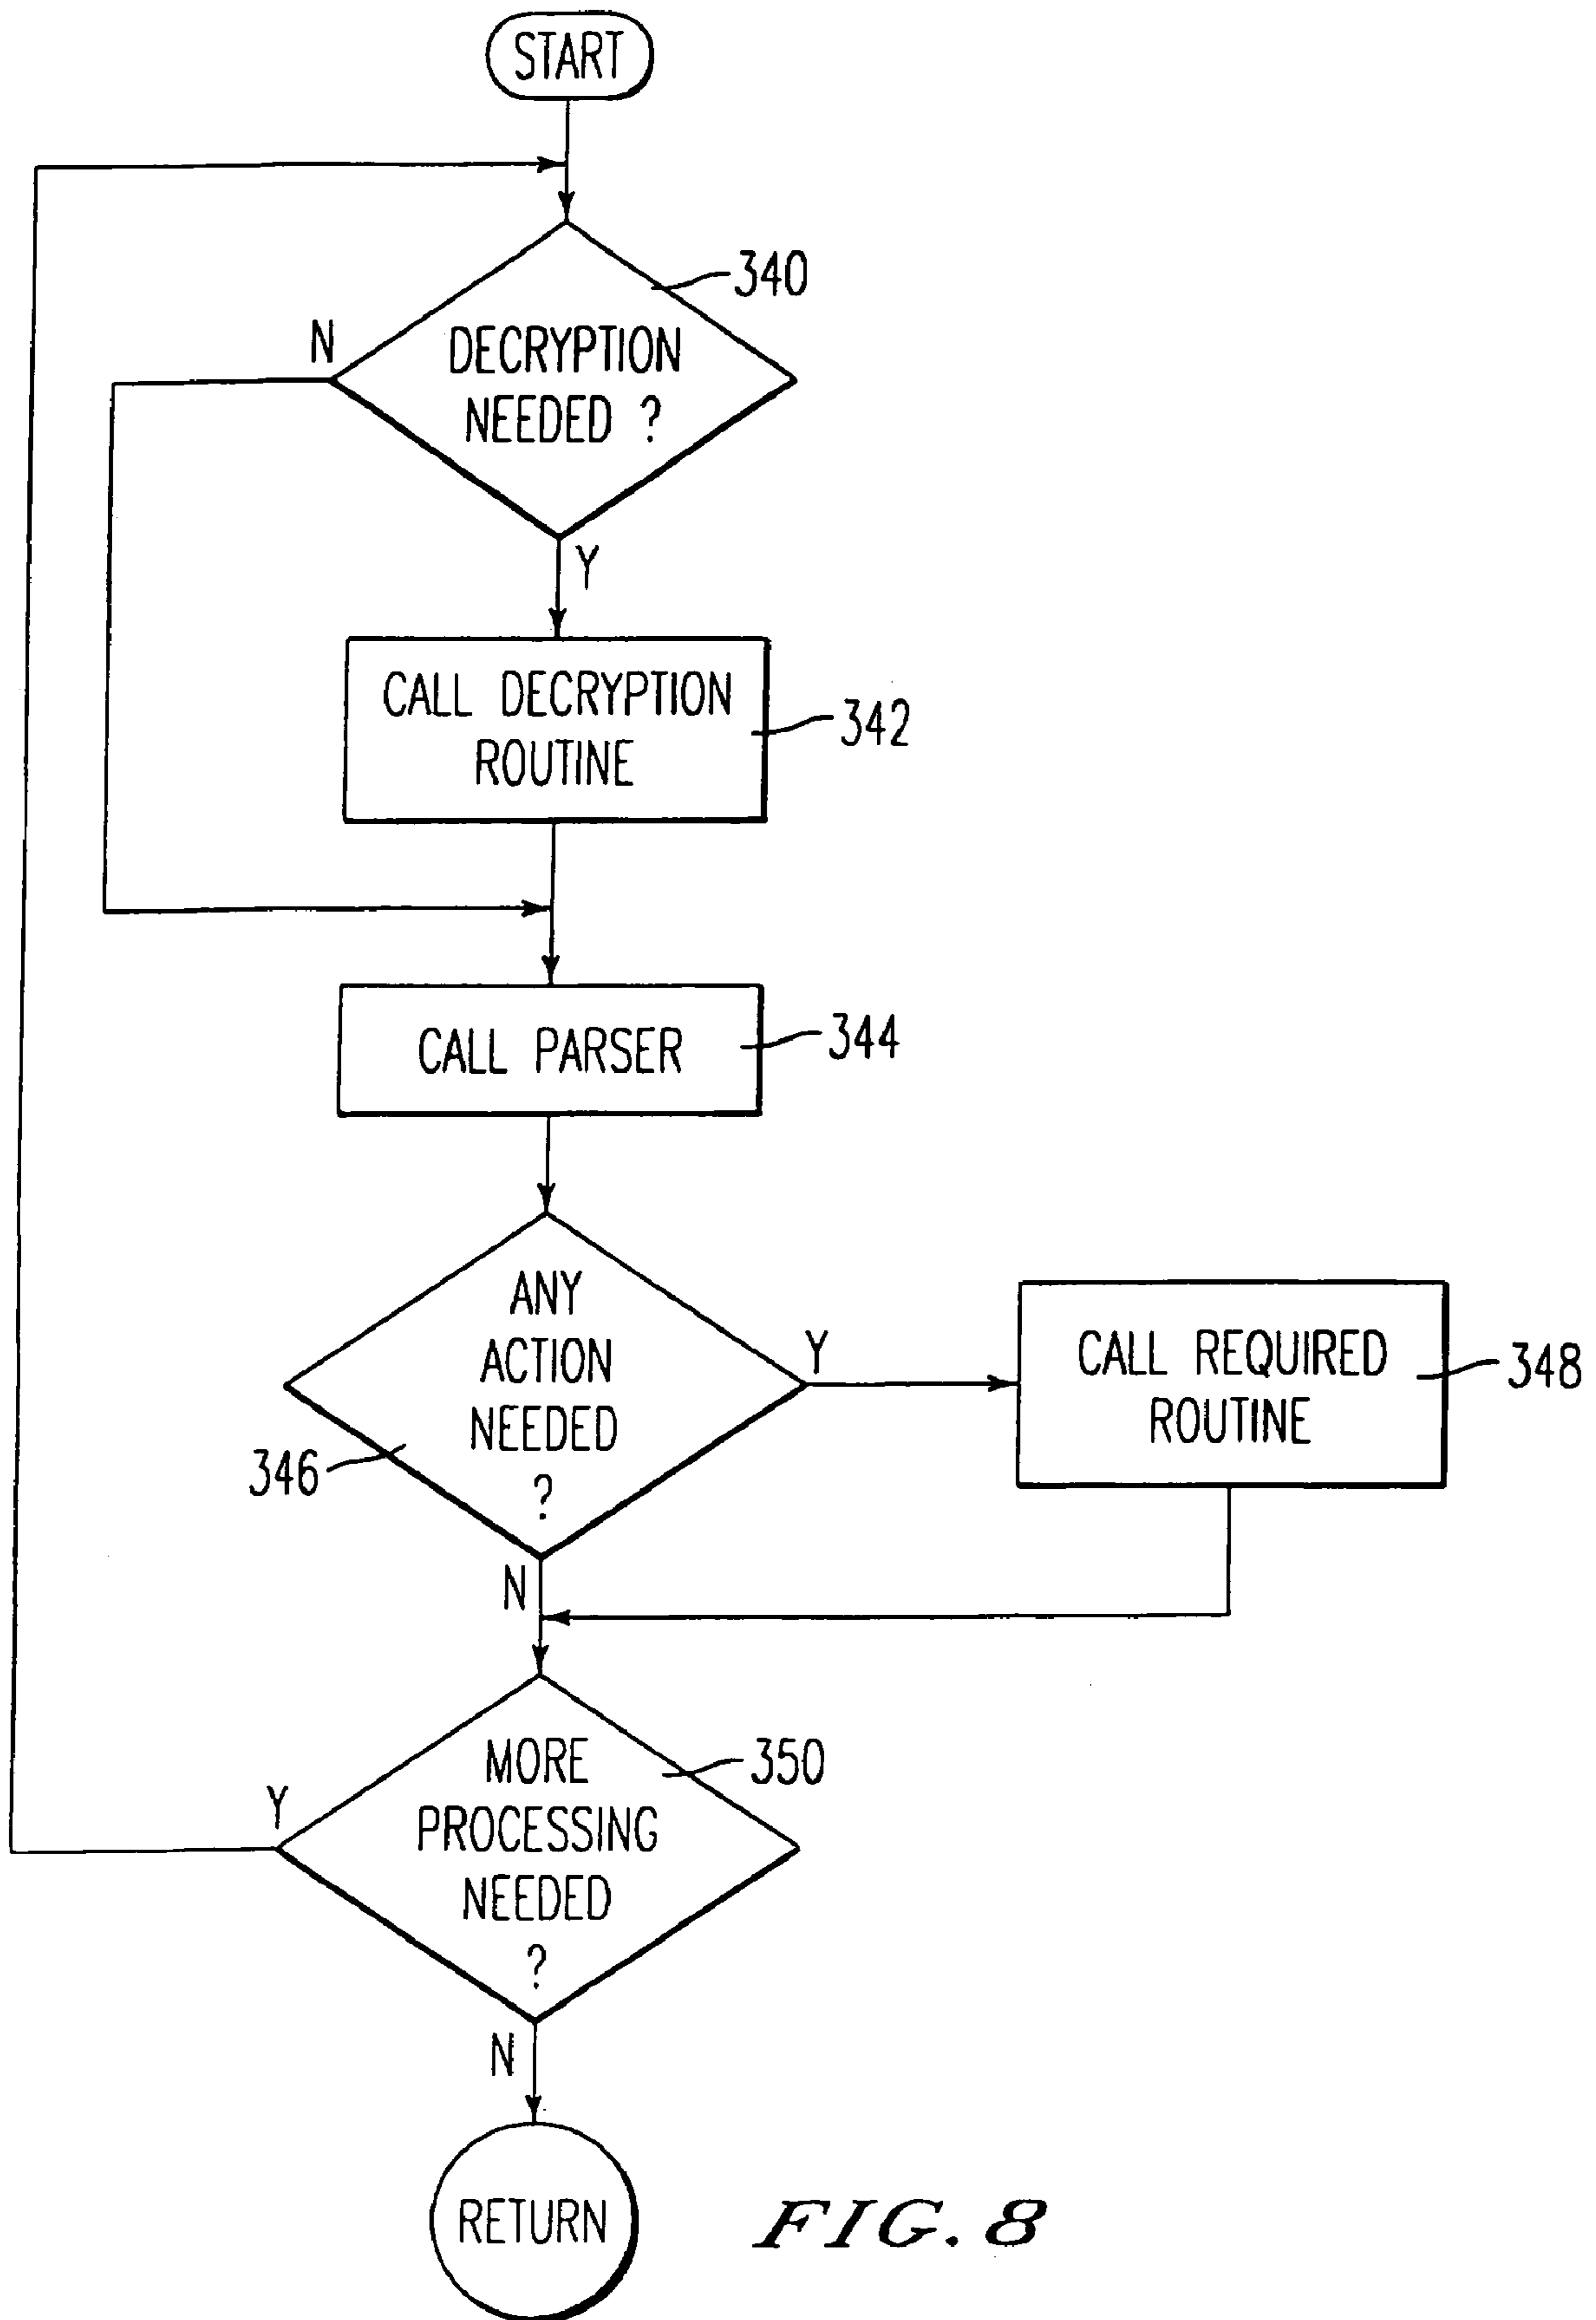 START
340
N
DECRYPTION
NEEDED ?
Y
CALL DECRYPTION
ROUTINE
342
CALL PARSER
344
ANY
ACTION
NEEDED
?
346
Y
CALL REQUIRED
ROUTINE
348
N
MORE
PROCESSING
NEEDED
?
350
Y
N
RETURN
FIG. 8